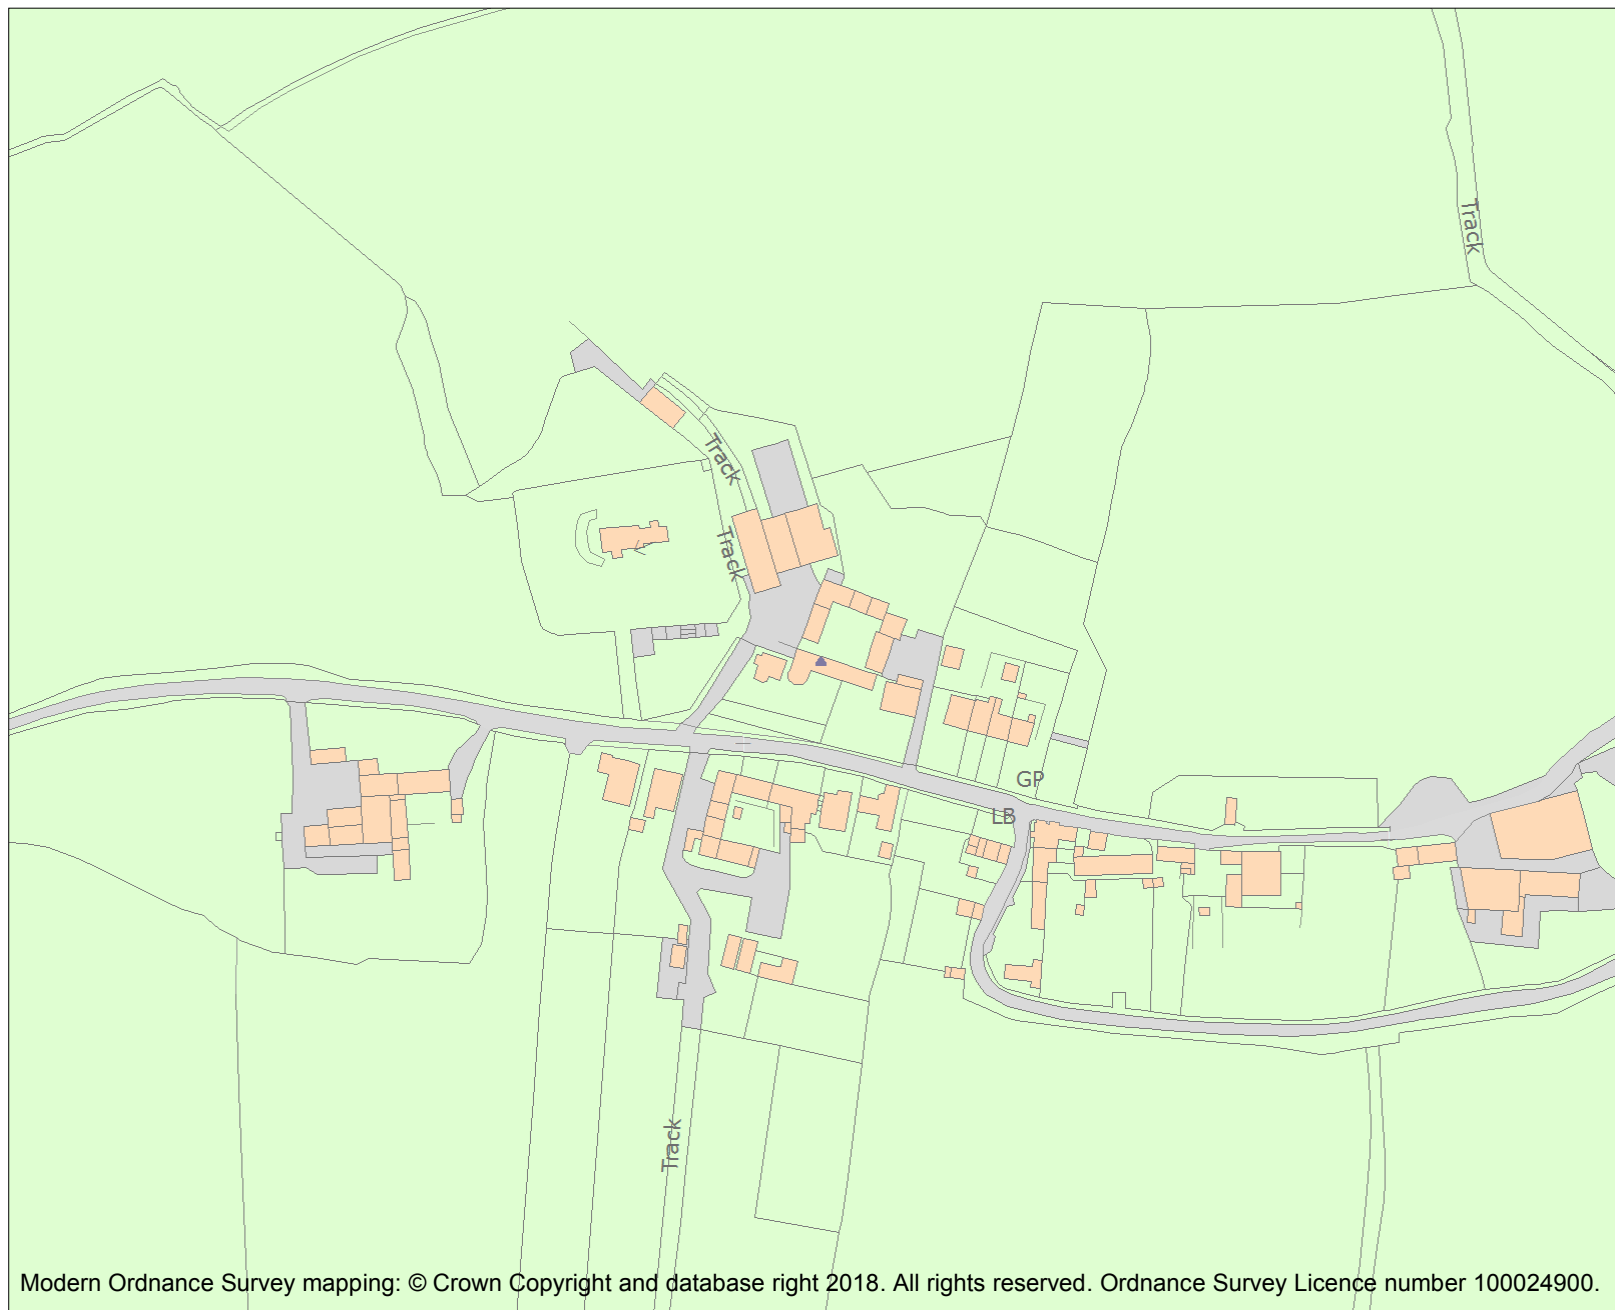 Track
Track
Track
GP
LB
Track
Modern Ordnance Survey mapping: © Crown Copyright and database right 2018. All rights reserved. Ordnance Survey Licence number 100024900.